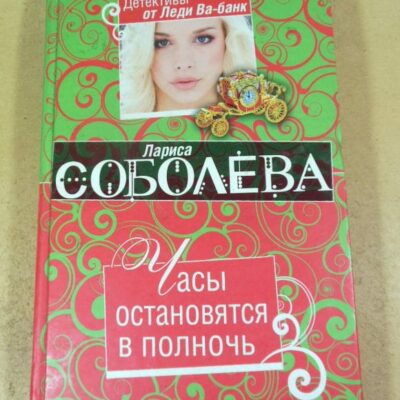 Детективы
от Леди Ва-банк
Лариса
СОБОЛЕВА
Часы
остановятся
в полночь